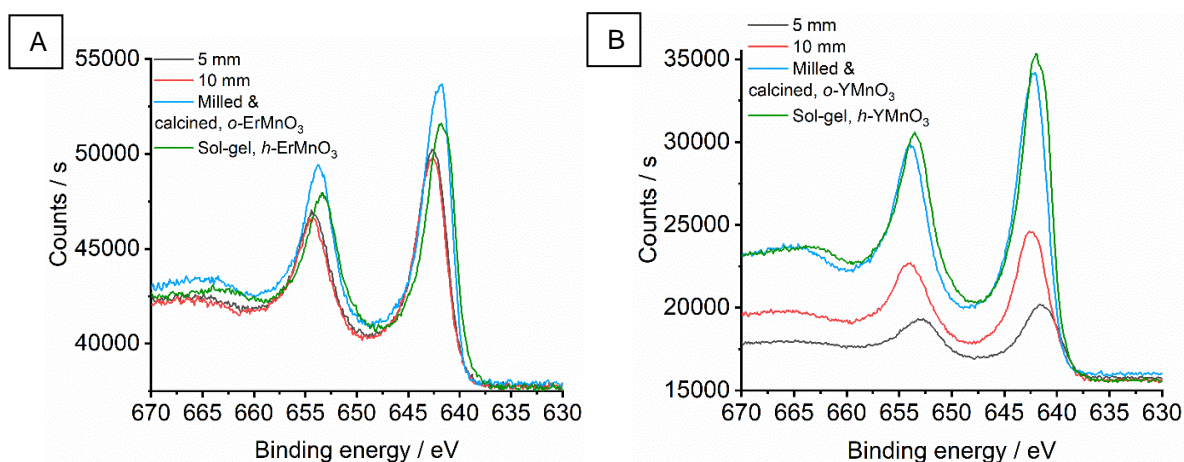 A
55000
50000
45000
40000
Counts / s
5 mm
10 mm
Milled &
calcined, o-ErMnO₃
Sol-gel, h-ErMnO₃
670 665 660 655 650 645 640 635 630
Binding energy / eV
B
35000
30000
25000
20000
15000
Counts / s
5 mm
10 mm
Milled &
calcined, o-YMnO₃
Sol-gel, h-YMnO₃
670 665 660 655 650 645 640 635 630
Binding energy / eV